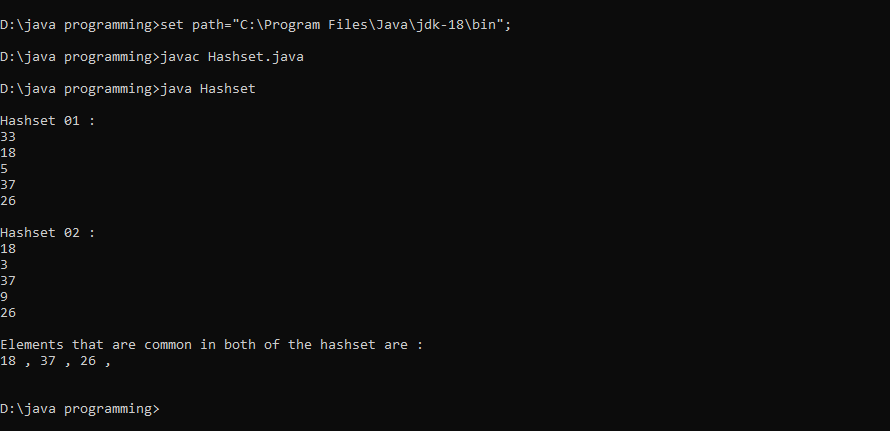 D:\java programming>set path="C:\Program Files\Java\jdk-18\bin";
D:\java programming>javac Hashset.java
D:\java programming>java Hashset
Hashset 01 :
33
18
5
37
26
Hashset 02 :
18
3
37
9
26
Elements that are common in both of the hashset are :
18 , 37 , 26 ,
D:\java programming>